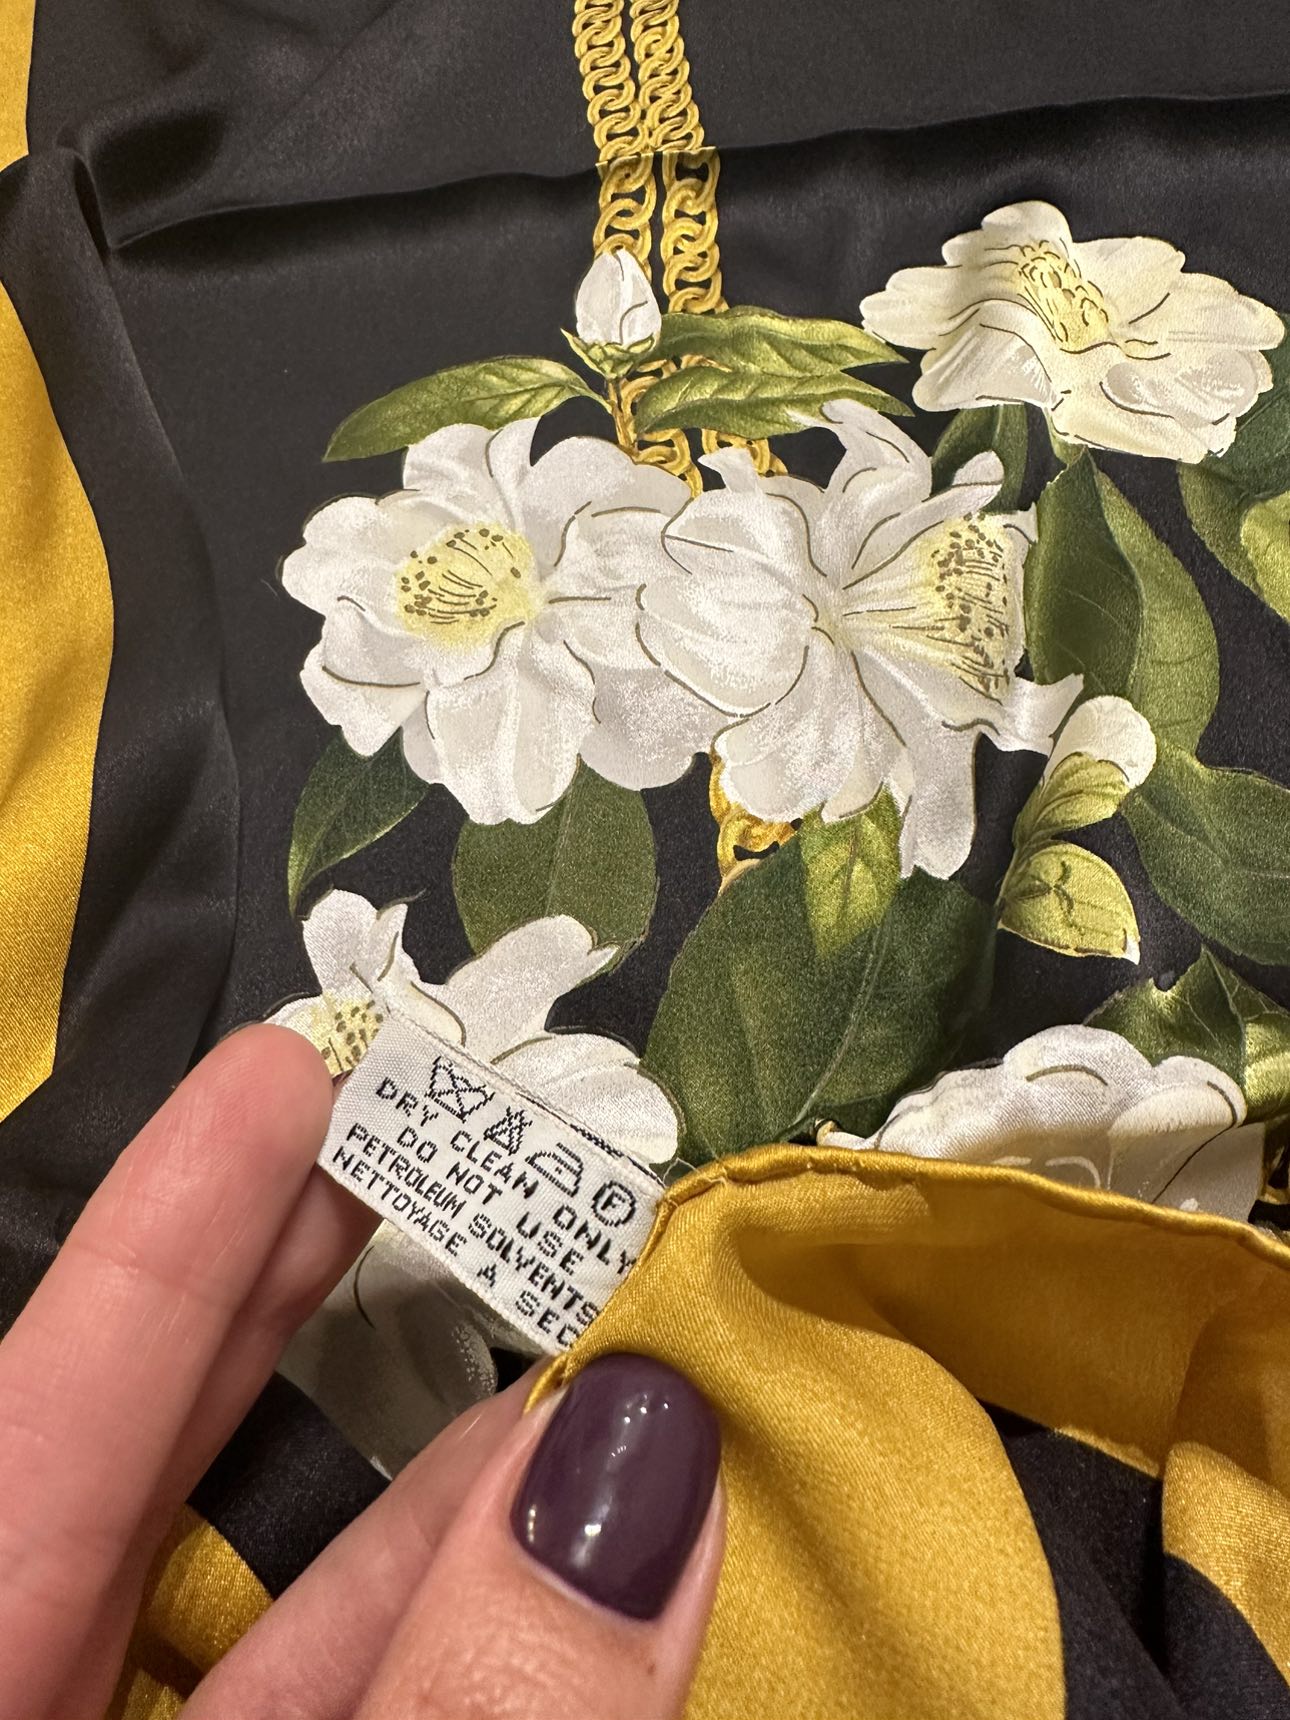 F
DRY CLEAN ONLY
DO NOT USE
PETROLEUM SOLVENTS
NETTOYAGE A SEC